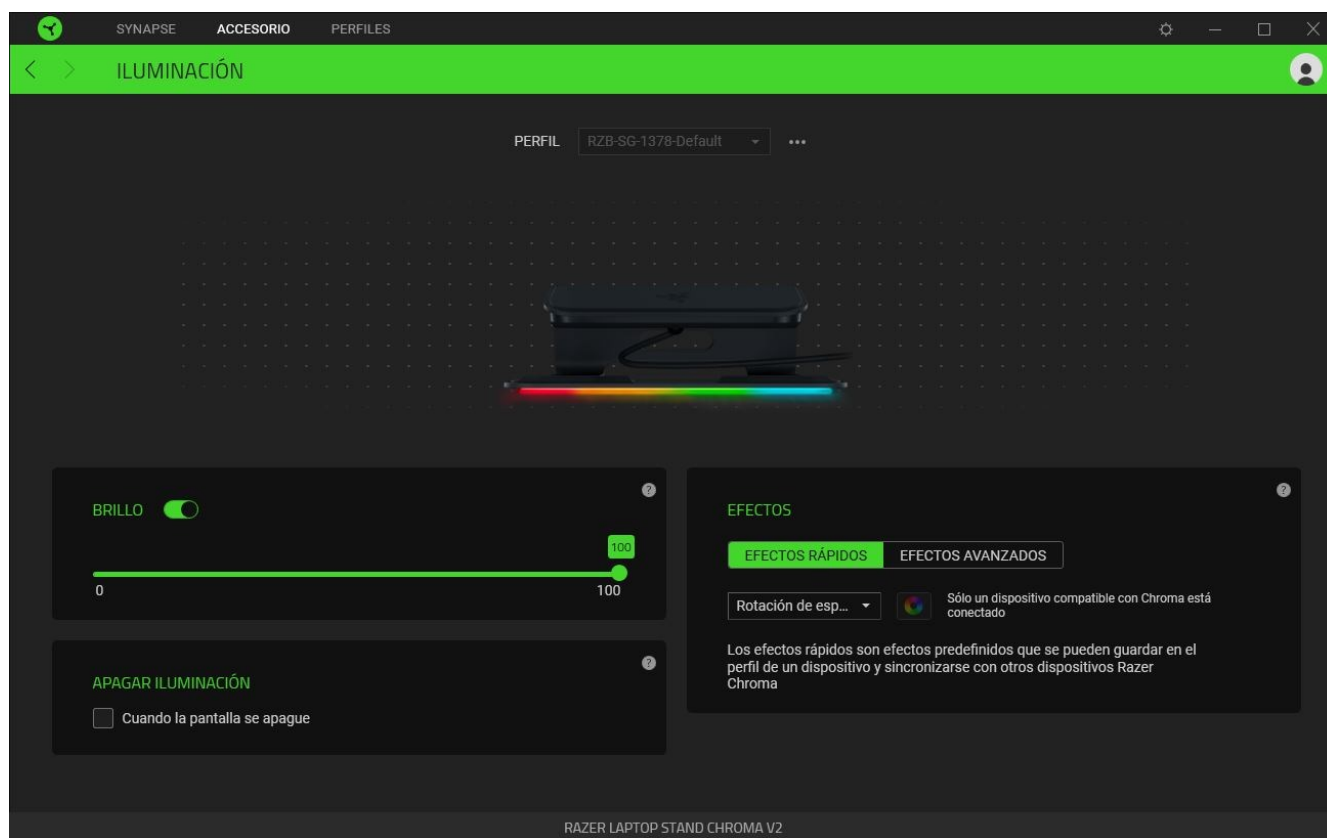 SYNAPSE ACCESORIO PERFILES
ILUMINACIÓN
PERFIL RZB-SG-1378-Default
BRILLO
100
0 100
APAGAR ILUMINACIÓN
Cuando la pantalla se apague
EFECTOS
EFECTOS RÁPIDOS EFECTOS AVANZADOS
Rotación de esp...
Sólo un dispositivo compatible con Chroma está
conectado
Los efectos rápidos son efectos predefinidos que se pueden guardar en el
perfil de un dispositivo y sincronizarse con otros dispositivos Razer
Chroma
RAZER LAPTOP STAND CHROMA V2